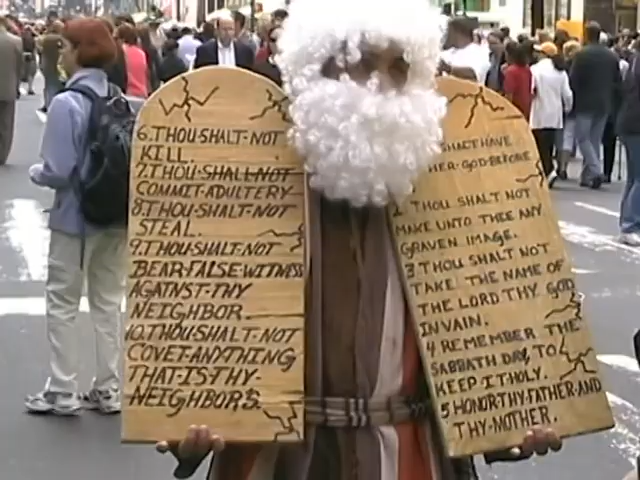 6. THOU·SHALT·NOT
KILL.
7. THOU·SHALL·NOT
COMMIT·ADULTERY
8. THOU·SHALT·NOT
STEAL.
9. THOU·SHALT·NOT
BEAR·FALSE·WITNESS
AGAINST·THY
NEIGHBOR.
10. THOU·SHALT·NOT
COVET·ANYTHING
THAT·IS·THY·
NEIGHBORS.
SHALT HAVE
HER·GOD·BEFORE
2 THOU SHALT NOT
MAKE UNTO THEE ANY
GRAVEN IMAGE.
3 THOU SHALT NOT
TAKE THE NAME OF
THE LORD THY GOD
IN VAIN.
4 REMEMBER THE
SABBATH DAY, TO
KEEP·IT·HOLY.
5 HONOR·THY·FATHER·AND
THY·MOTHER.